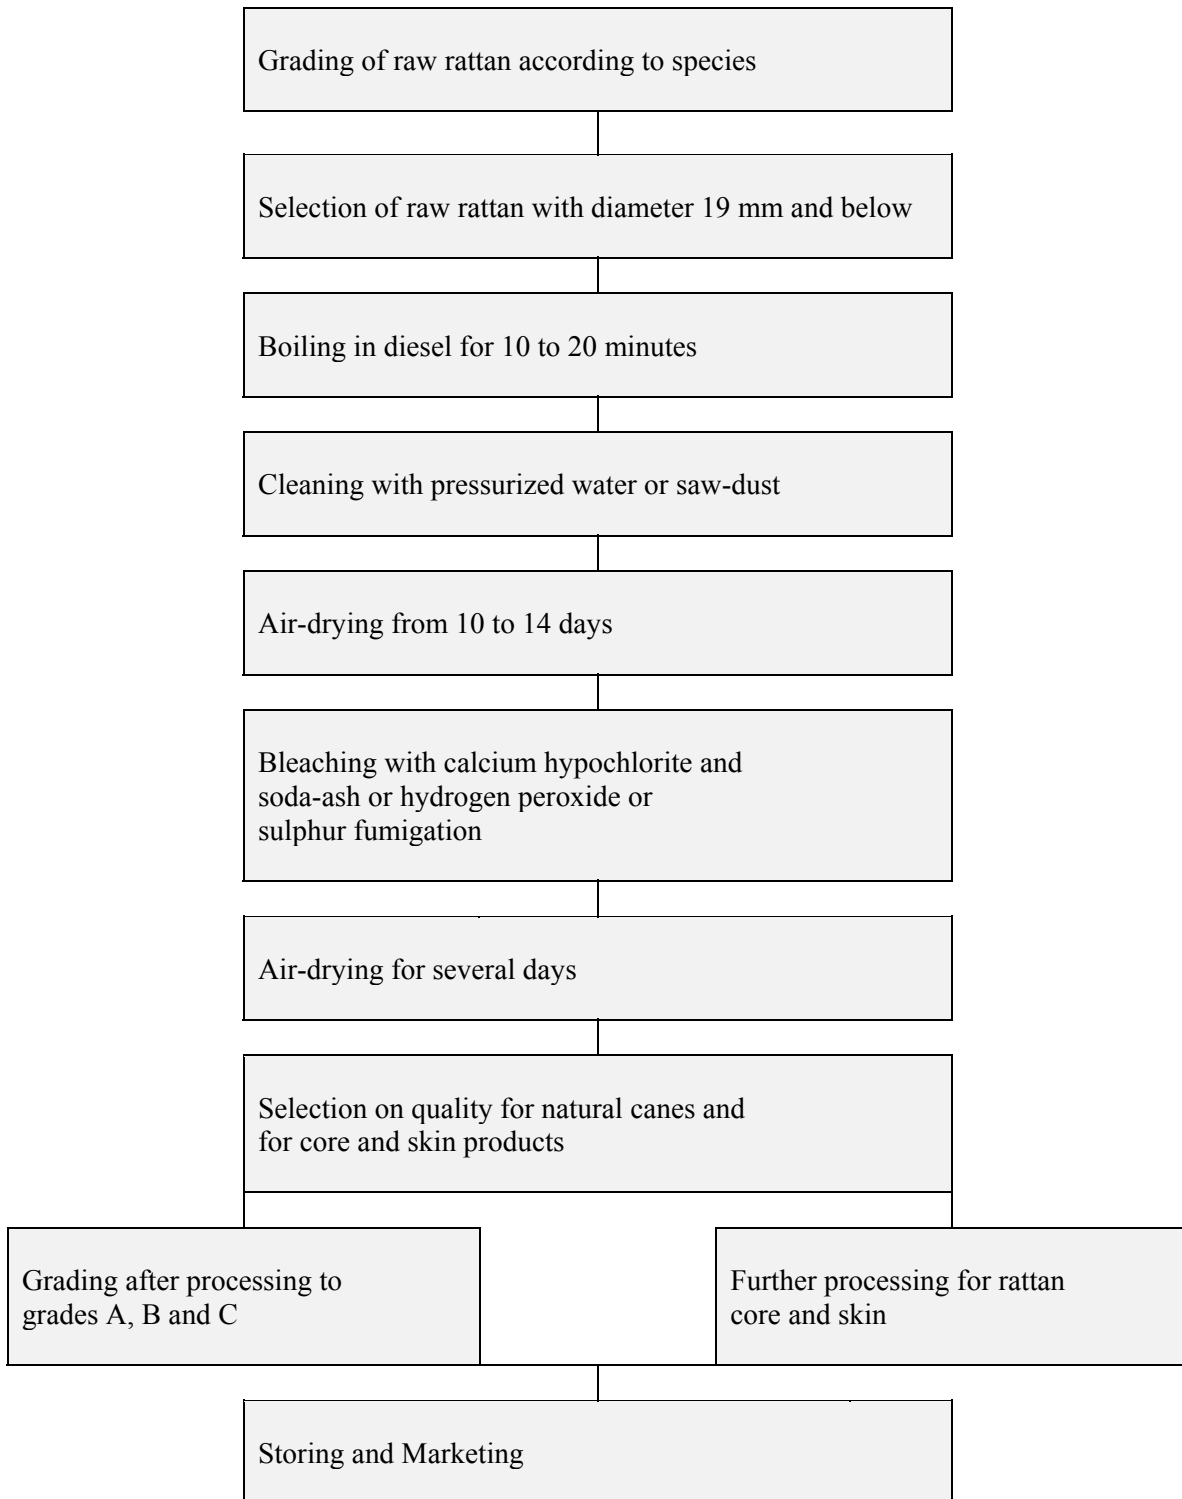 Grading of raw rattan according to species
Selection of raw rattan with diameter 19 mm and below
Boiling in diesel for 10 to 20 minutes
Cleaning with pressurized water or saw-dust
Air-drying from 10 to 14 days
Bleaching with calcium hypochlorite and
soda-ash or hydrogen peroxide or
sulphur fumigation
Air-drying for several days
Selection on quality for natural canes and
for core and skin products
Grading after processing to
grades A, B and C
Further processing for rattan
core and skin
Storing and Marketing